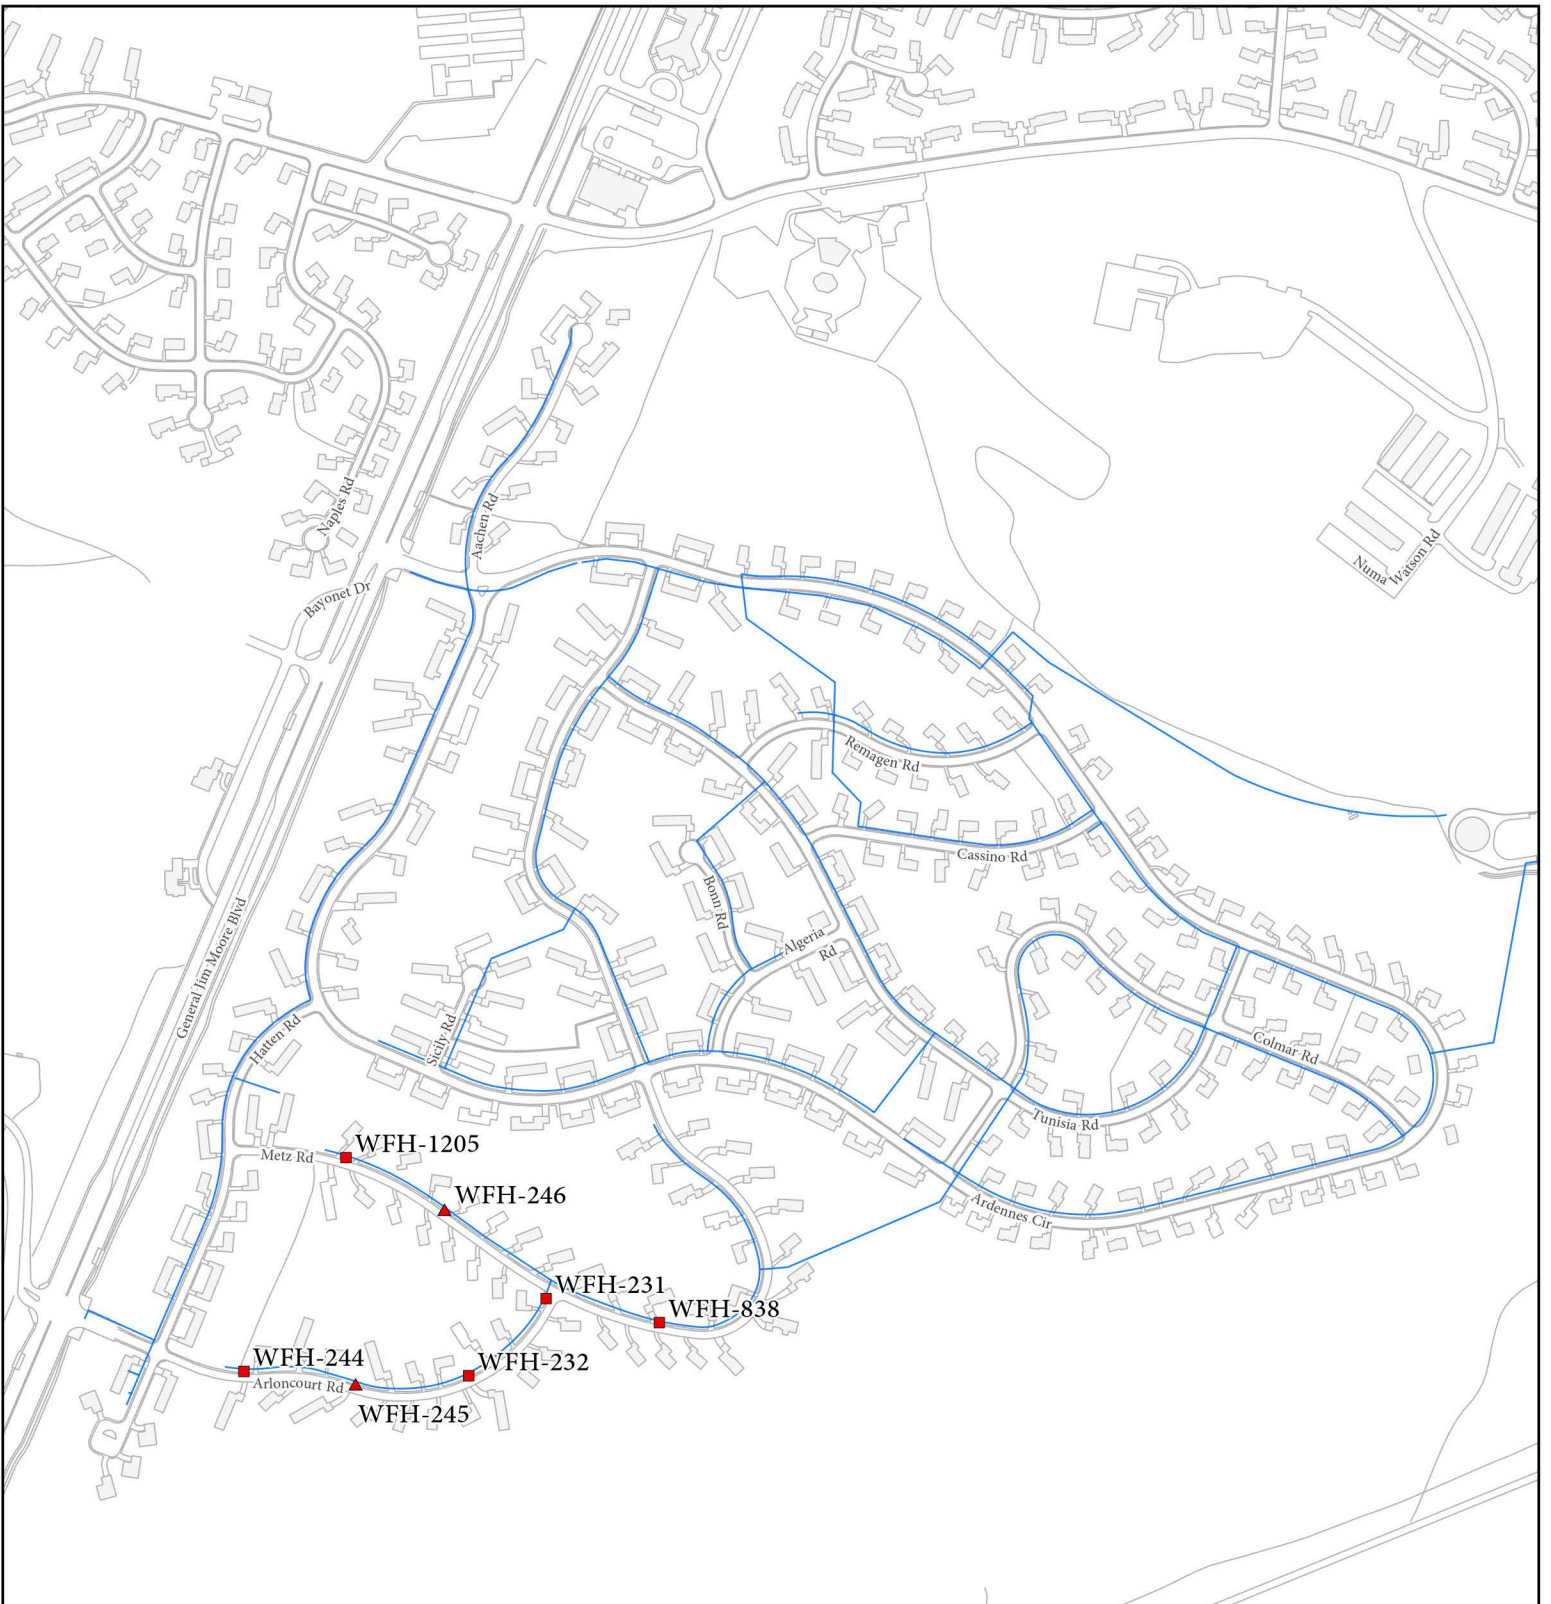 Naples Rd
Aachen Rd
Bayonet Dr
Numa Watson Rd
Remagen Rd
Cassino Rd
Bonn Rd
Algeria
Rd
General Jim Moore Blvd
Hatten Rd
Sicily Rd
Colmar Rd
Tunisia Rd
WFH-1205
Metz Rd
WFH-246
Ardennes Cir
WFH-231
WFH-838
WFH-244
WFH-232
Arloncourt Rd
WFH-245